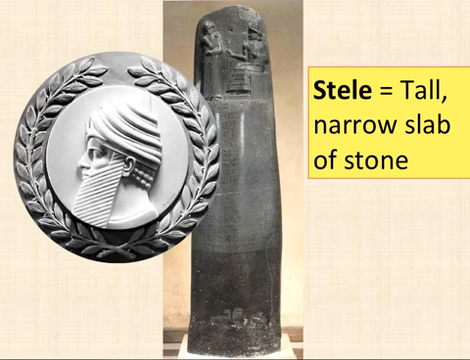 Stele = Tall,
narrow slab
of stone